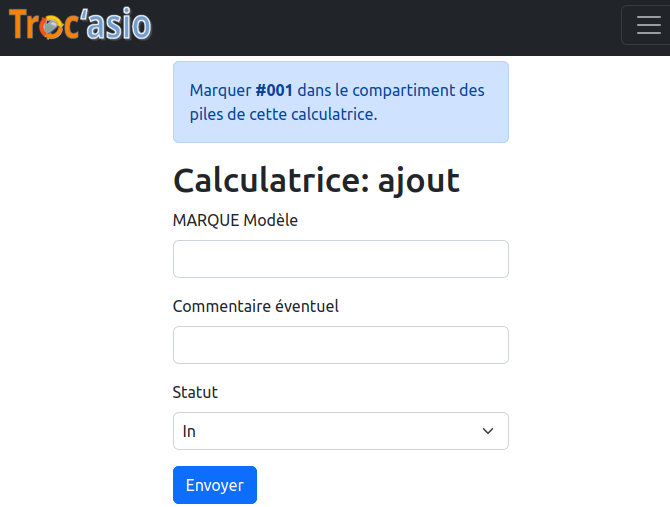 Troc'asio
Marquer #001 dans le compartiment des
piles de cette calculatrice.
Calculatrice: ajout
MARQUE Modèle
Commentaire éventuel
Statut
In
Envoyer